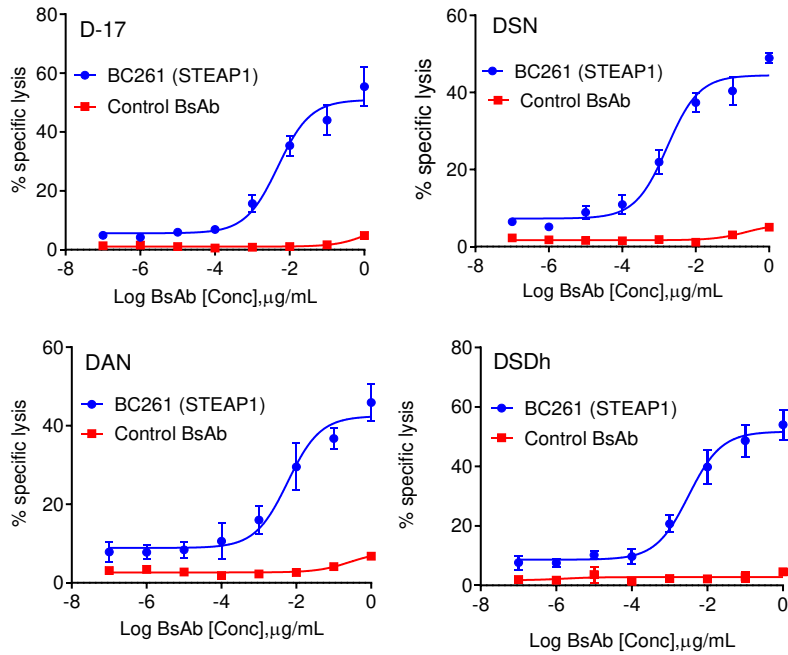 D-17
80
60
40
20
0
BC261 (STEAP1)
Control BsAb
% specific lysis
-8 -6 -4 -2 0
Log BsAb [Conc],µg/mL
DSN
60
40
20
0
BC261 (STEAP1)
Control BsAb
% specific lysis
-8 -6 -4 -2 0
Log BsAb [Conc],µg/mL
DAN
60
40
20
0
BC261 (STEAP1)
Control BsAb
% specific lysis
-8 -6 -4 -2 0
Log BsAb [Conc],µg/mL
DSDh
80
60
40
20
0
BC261 (STEAP1)
Control BsAb
% specific lysis
-8 -6 -4 -2 0
Log BsAb [Conc],µg/mL